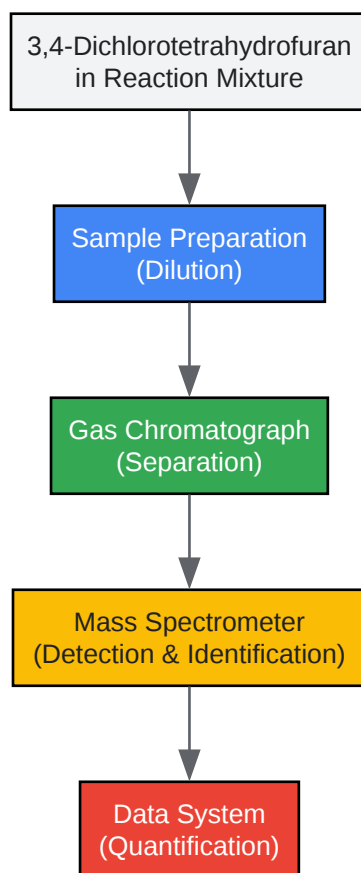 3,4-Dichlorotetrahydrofuran
in Reaction Mixture
Sample Preparation
(Dilution)
Gas Chromatograph
(Separation)
Mass Spectrometer
(Detection & Identification)
Data System
(Quantification)